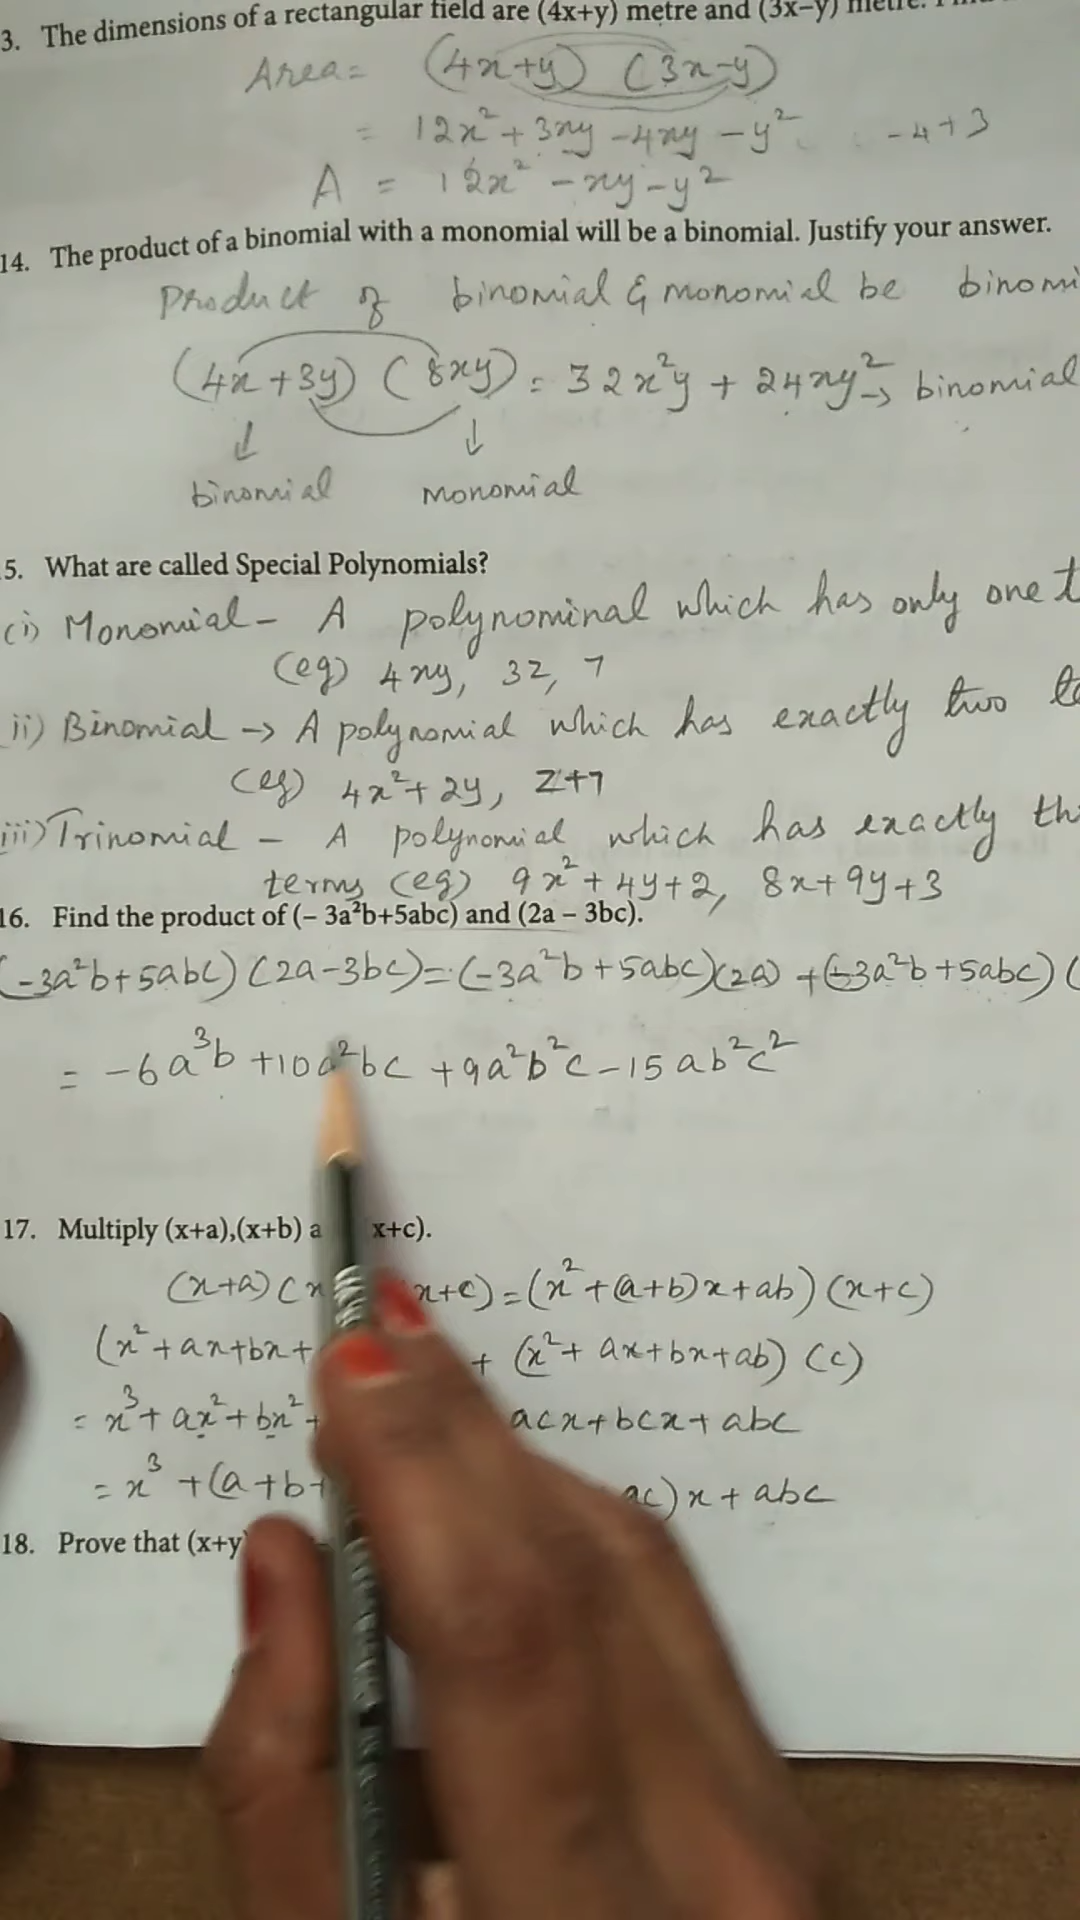 3. The dimensions of a rectangular field are (4x+y) metre and (3x–y) metre.
Area = (4x+y) (3x-y)
= 12x² + 3xy - 4xy - y² -4+3
A = 12x² - xy - y²
14. The product of a binomial with a monomial will be a binomial. Justify your answer.
Product of binomial & monomial be binomi
(4x+3y) (8xy) = 32x²y + 24xy² → binomial
↓ ↓
binomial monomial
5. What are called Special Polynomials?
(i) Monomial - A polynominal which has only one t
(eg) 4xy, 3z, 7
ii) Binomial → A polynomial which has exactly two te
(eg) 4x²+2y, z+7
iii) Trinomial - A polynomial which has exactly th
terms (eg) 9x²+4y+2, 8x+9y+3
16. Find the product of (– 3a²b+5abc) and (2a – 3bc).
(-3a²b+5abc) (2a-3bc) = (-3a²b+5abc)(2a) + (-3a²b+5abc) (
= -6a³b +10a²bc +9a²b²c -15ab²c²
17. Multiply (x+a),(x+b) a x+c).
(x+a) (x x+c) = (x²+(a+b)x+ab) (x+c)
(x²+ax+bx+ + (x²+ax+bx+ab) (c)
= x³+ax²+bx²+ acx+bcx+abc
= x³ +(a+b+ ac)x + abc
18. Prove that (x+y)